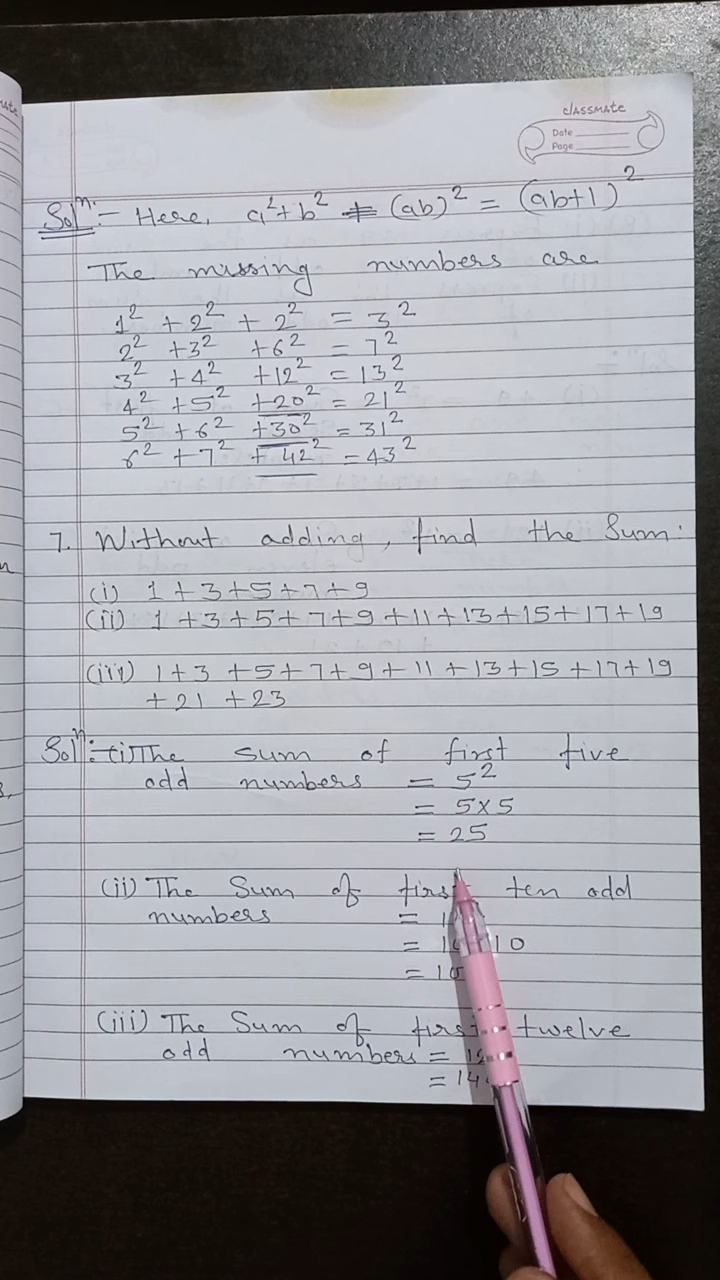 classmate
Date
Page
Solⁿ:- Here, a² + b² + (ab)² = (ab+1)²
The missing numbers are
1² + 2² + 2² = 3²
2² + 3² + 6² = 7²
3² + 4² + 12² = 13²
4² + 5² + 20² = 21²
5² + 6² + 30² = 31²
6² + 7² + 42² = 43²
7. Without adding, find the Sum:
(i) 1 + 3 + 5 + 7 + 9
(ii) 1 + 3 + 5 + 7 + 9 + 11 + 13 + 15 + 17 + 19
(iii) 1 + 3 + 5 + 7 + 9 + 11 + 13 + 15 + 17 + 19
+ 21 + 23
Solⁿ:- (i) The sum of first five
odd numbers = 5²
= 5×5
= 25
(ii) The Sum of first ten odd
numbers =
= 10
=
(iii) The Sum of first twelve
odd numbers =
=